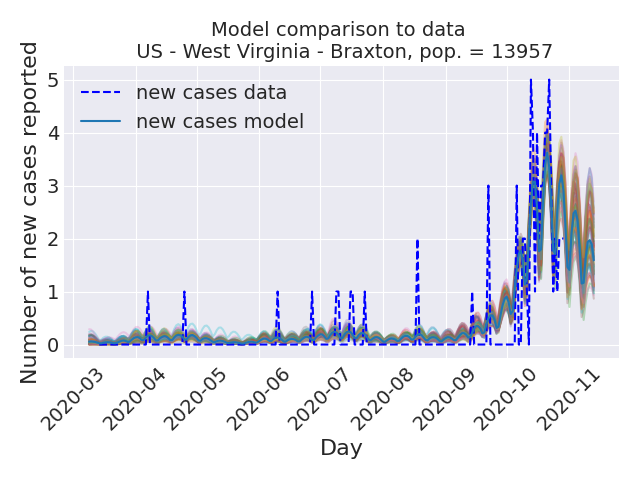 Model comparison to data
US - West Virginia - Braxton, pop. = 13957
Number of new cases reported
5
4
3
2
1
0
new cases data
new cases model
2020-03
2020-04
2020-05
2020-06
2020-07
2020-08
2020-09
2020-10
2020-11
Day